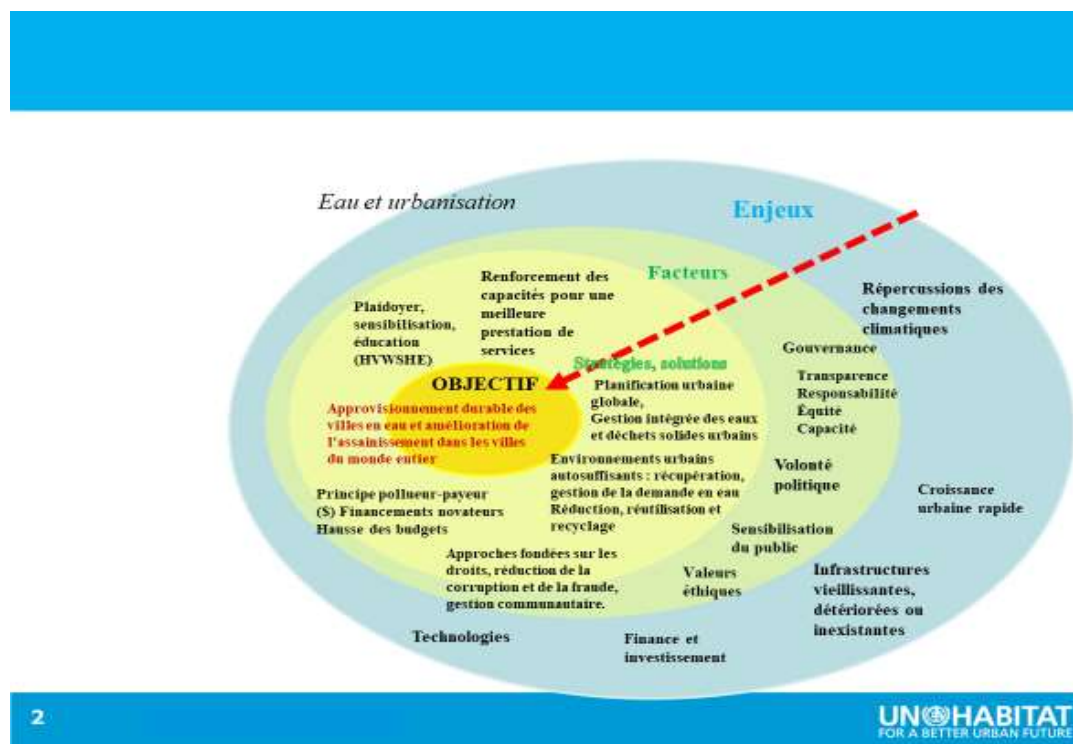 Eau et urbanisation
Enjeux
Facteurs
Répercussions des
changements
climatiques
Renforcement des
capacités pour une
meilleure
prestation de
services
Plaidoyer,
sensibilisation,
éducation
(HVWSHE)
Gouvernance
Stratégies, solutions
Transparence
Responsabilité
Équité
Capacité
OBJECTIF
Approvisionnement durable des
villes en eau et amélioration de
l'assainissement dans les villes
du monde entier
Planification urbaine
globale,
Gestion intégrée des eaux
et déchets solides urbains
Environnements urbains
autosuffisants : récupération,
gestion de la demande en eau
Réduction, réutilisation et
recyclage
Volonté
politique
Croissance
urbaine rapide
Principe pollueur-payeur
($) Financements novateurs
Hausse des budgets
Sensibilisation
du public
Approches fondées sur les
droits, réduction de la
corruption et de la fraude,
gestion communautaire.
Valeurs
éthiques
Infrastructures
vieillissantes,
détériorées ou
inexistantes
Technologies
Finance et
investissement
2
UN HABITAT
FOR A BETTER URBAN FUTURE